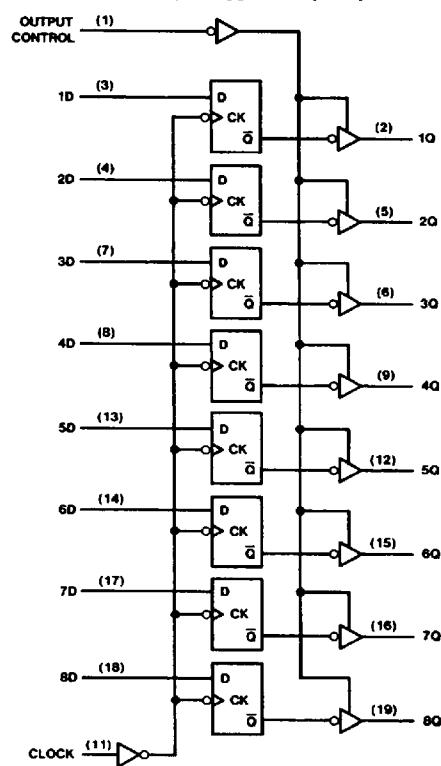 OUTPUT CONTROL (1)
1D (3) D CK Q̅ (2) 1Q
2D (4) D CK Q̅ (5) 2Q
3D (7) D CK Q̅ (6) 3Q
4D (8) D CK Q̅ (9) 4Q
5D (13) D CK Q̅ (12) 5Q
6D (14) D CK Q̅ (15) 6Q
7D (17) D CK Q̅ (16) 7Q
8D (18) D CK Q̅ (19) 8Q
CLOCK (11)